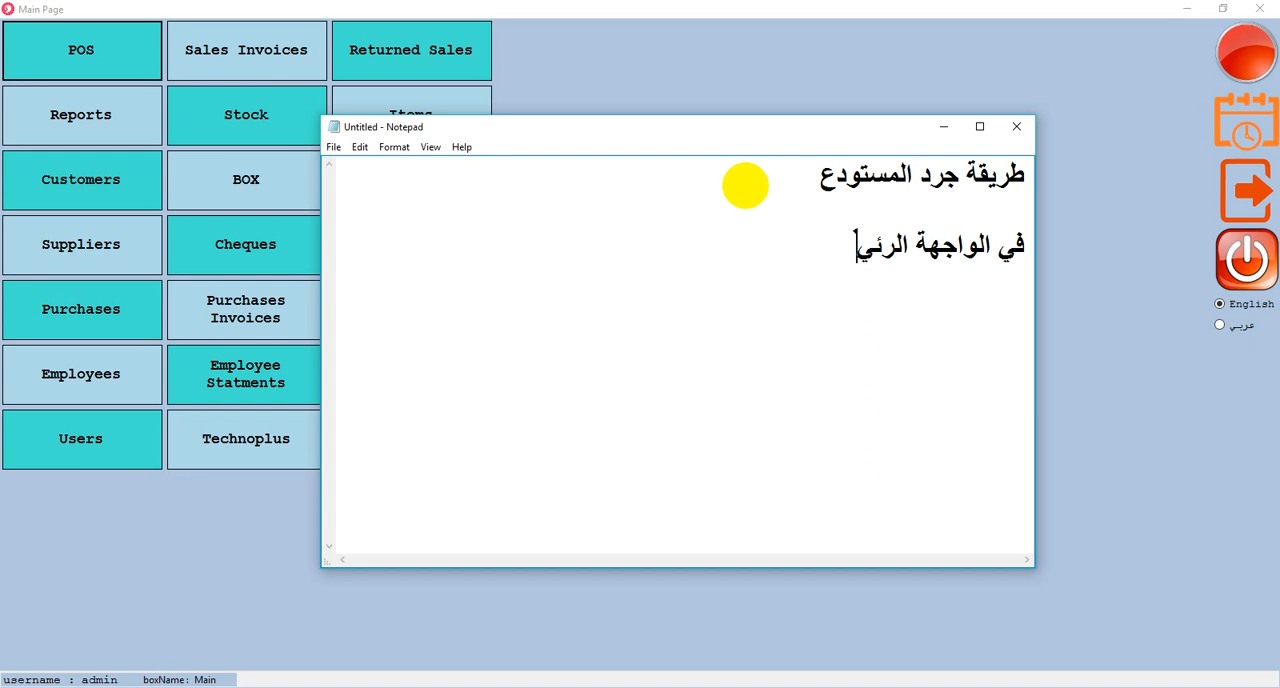 Main Page
POS
Sales Invoices
Returned Sales
Reports
Stock
Items
Customers
BOX
Suppliers
Cheques
Purchases
Purchases
Invoices
Employees
Employee
Statments
Users
Technoplus
Untitled - Notepad
File Edit Format View Help
طريقة جرد المستودع
في الواجهة الرئي
English
عربي
username : admin
boxName: Main